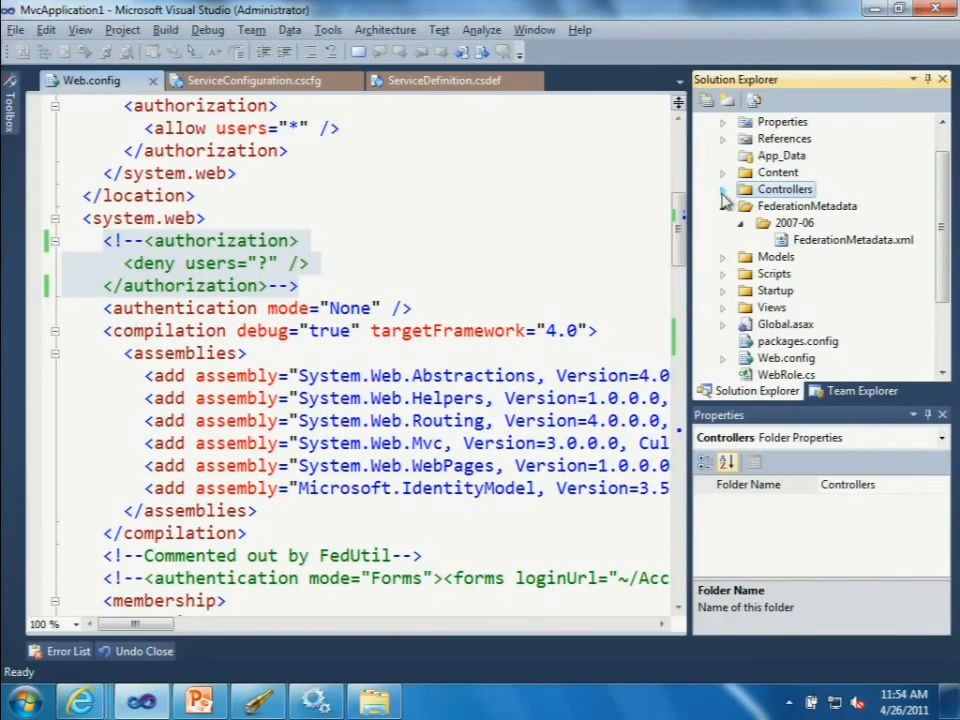 MvcApplication1 - Microsoft Visual Studio (Administrator)
File Edit View Project Build Debug Team Data Tools Architecture Test Analyze Window Help
Toolbox
Web.config
ServiceConfiguration.cscfg
ServiceDefinition.csdef
<authorization>
<allow users="*" />
</authorization>
</system.web>
</location>
<system.web>
<!--<authorization>
<deny users="?" />
</authorization>-->
<authentication mode="None" />
<compilation debug="true" targetFramework="4.0">
<assemblies>
<add assembly="System.Web.Abstractions, Version=4.0
<add assembly="System.Web.Helpers, Version=1.0.0.0,
<add assembly="System.Web.Routing, Version=4.0.0.0,
<add assembly="System.Web.Mvc, Version=3.0.0.0, Cul
<add assembly="System.Web.WebPages, Version=1.0.0.0
<add assembly="Microsoft.IdentityModel, Version=3.5
</assemblies>
</compilation>
<!--Commented out by FedUtil-->
<!--<authentication mode="Forms"><forms loginUrl="~/Acc
<membership>
100 %
Solution Explorer
Properties
References
App_Data
Content
Controllers
FederationMetadata
2007-06
FederationMetadata.xml
Models
Scripts
Startup
Views
Global.asax
packages.config
Web.config
WebRole.cs
Solution Explorer Team Explorer
Properties
Controllers Folder Properties
Folder Name Controllers
Folder Name
Name of this folder
Error List Undo Close
Ready
11:54 AM
4/26/2011